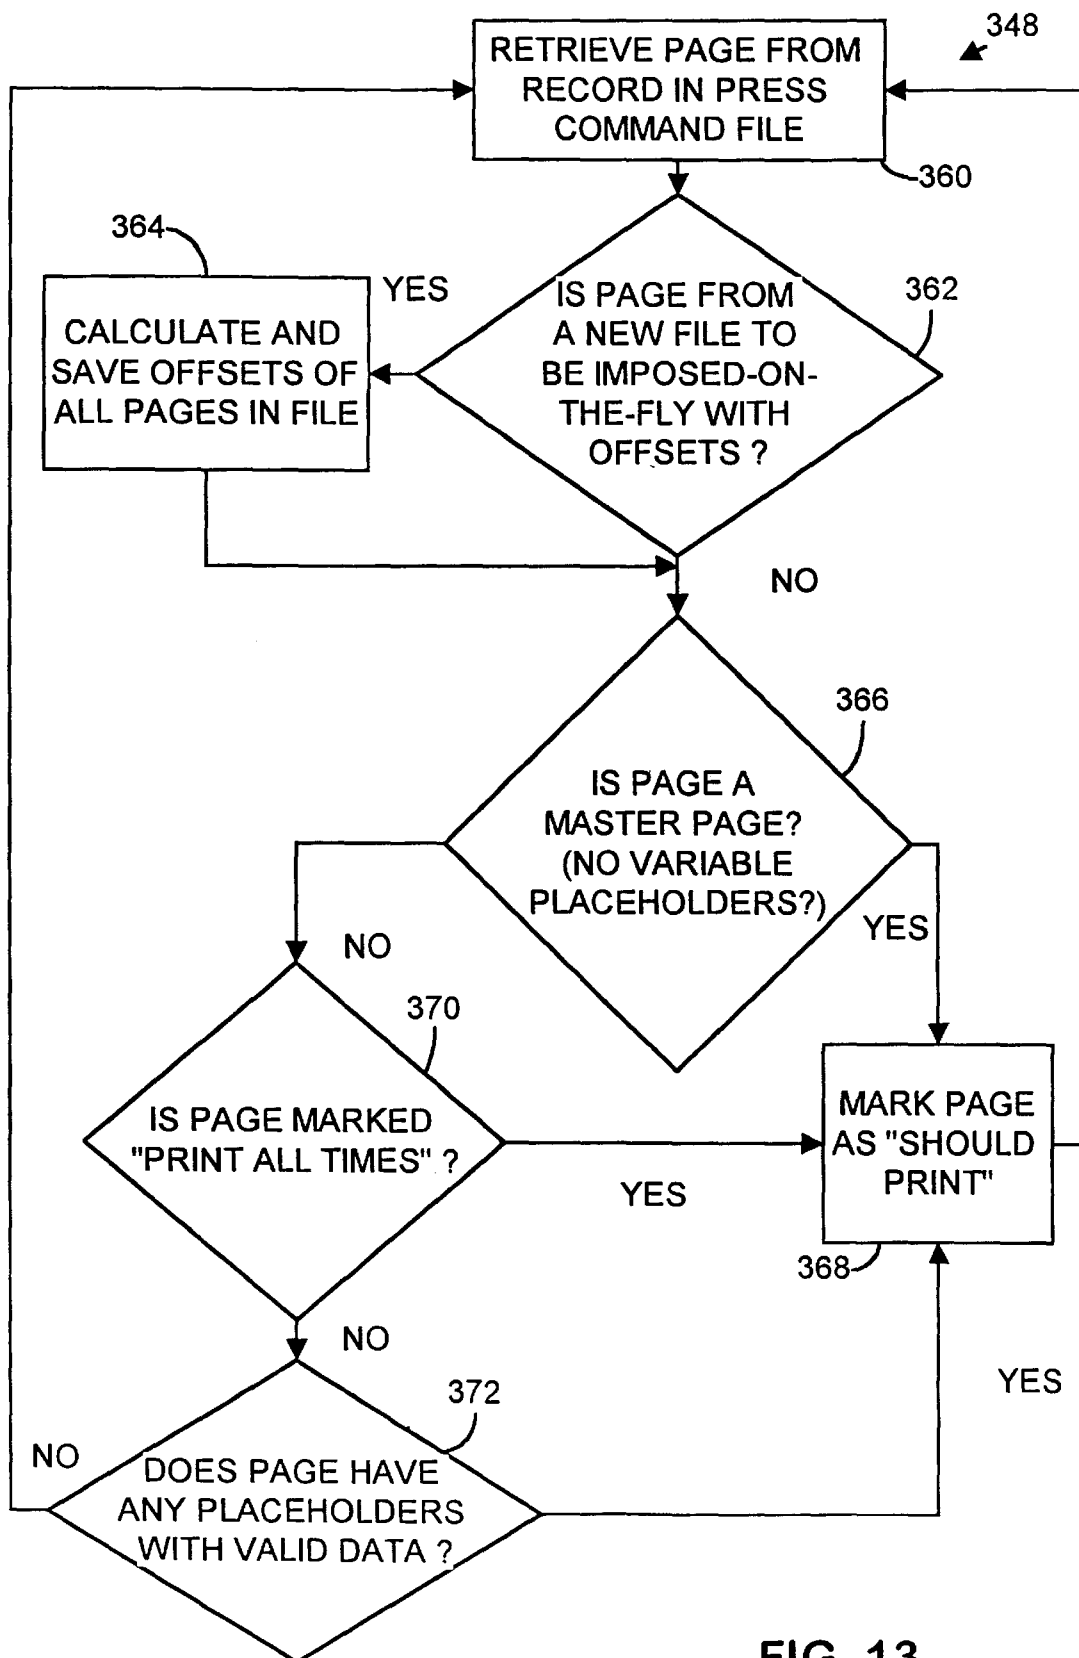 348
RETRIEVE PAGE FROM
RECORD IN PRESS
COMMAND FILE
360
364
YES
IS PAGE FROM
A NEW FILE TO
BE IMPOSED-ON-
THE-FLY WITH
OFFSETS ?
362
CALCULATE AND
SAVE OFFSETS OF
ALL PAGES IN FILE
NO
366
IS PAGE A
MASTER PAGE?
(NO VARIABLE
PLACEHOLDERS?)
YES
NO
370
IS PAGE MARKED
"PRINT ALL TIMES" ?
YES
MARK PAGE
AS "SHOULD
PRINT"
368
NO
372
YES
NO
DOES PAGE HAVE
ANY PLACEHOLDERS
WITH VALID DATA ?
FIG. 13